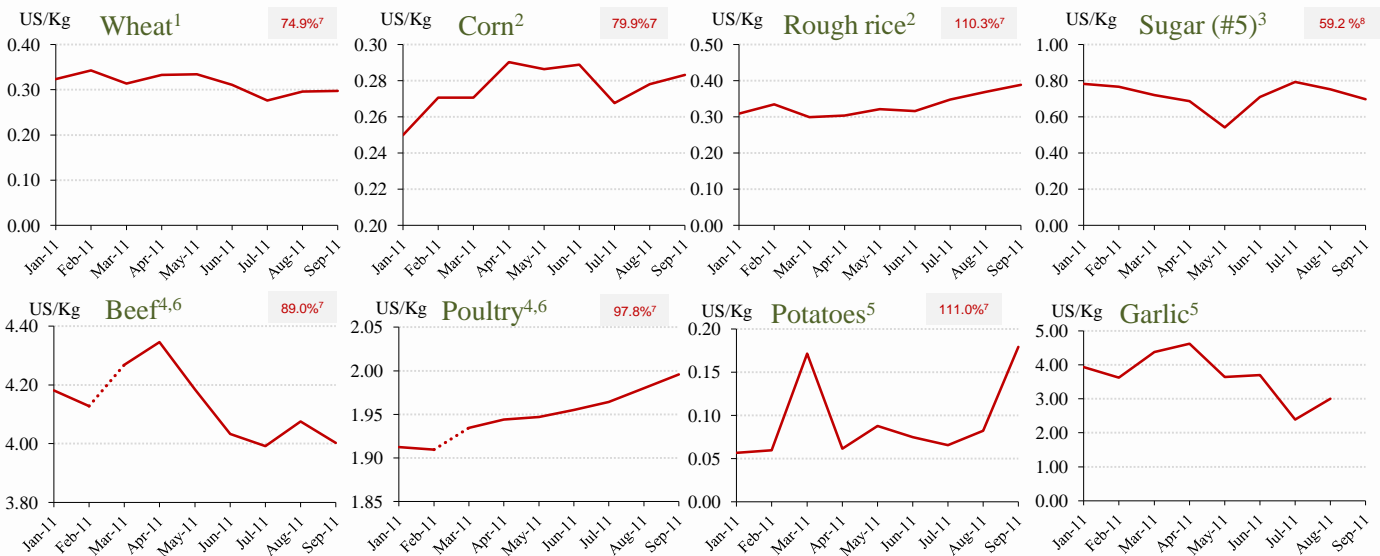 US/Kg Wheat¹ 74.9%⁷
0.40
0.30
0.20
0.10
0.00
Jan-11 Feb-11 Mar-11 Apr-11 May-11 Jun-11 Jul-11 Aug-11 Sep-11
US/Kg Corn² 79.9%7
0.30
0.28
0.26
0.24
0.22
0.20
Jan-11 Feb-11 Mar-11 Apr-11 May-11 Jun-11 Jul-11 Aug-11 Sep-11
US/Kg Rough rice² 110.3%⁷
0.50
0.40
0.30
0.20
0.10
0.00
Jan-11 Feb-11 Mar-11 Apr-11 May-11 Jun-11 Jul-11 Aug-11 Sep-11
US/Kg Sugar (#5)³ 59.2 %⁸
1.00
0.80
0.60
0.40
0.20
0.00
Jan-11 Feb-11 Mar-11 Apr-11 May-11 Jun-11 Jul-11 Aug-11 Sep-11
US/Kg Beef⁴,⁶ 89.0%⁷
4.40
4.20
4.00
3.80
Jan-11 Feb-11 Mar-11 Apr-11 May-11 Jun-11 Jul-11 Aug-11 Sep-11
US/Kg Poultry⁴,⁶ 97.8%⁷
2.05
2.00
1.95
1.90
1.85
Jan-11 Feb-11 Mar-11 Apr-11 May-11 Jun-11 Jul-11 Aug-11 Sep-11
US/Kg Potatoes⁵ 111.0%⁷
0.20
0.15
0.10
0.05
0.00
Jan-11 Feb-11 Mar-11 Apr-11 May-11 Jun-11 Jul-11 Aug-11 Sep-11
US/Kg Garlic⁵
5.00
4.00
3.00
2.00
1.00
0.00
Jan-11 Feb-11 Mar-11 Apr-11 May-11 Jun-11 Jul-11 Aug-11 Sep-11